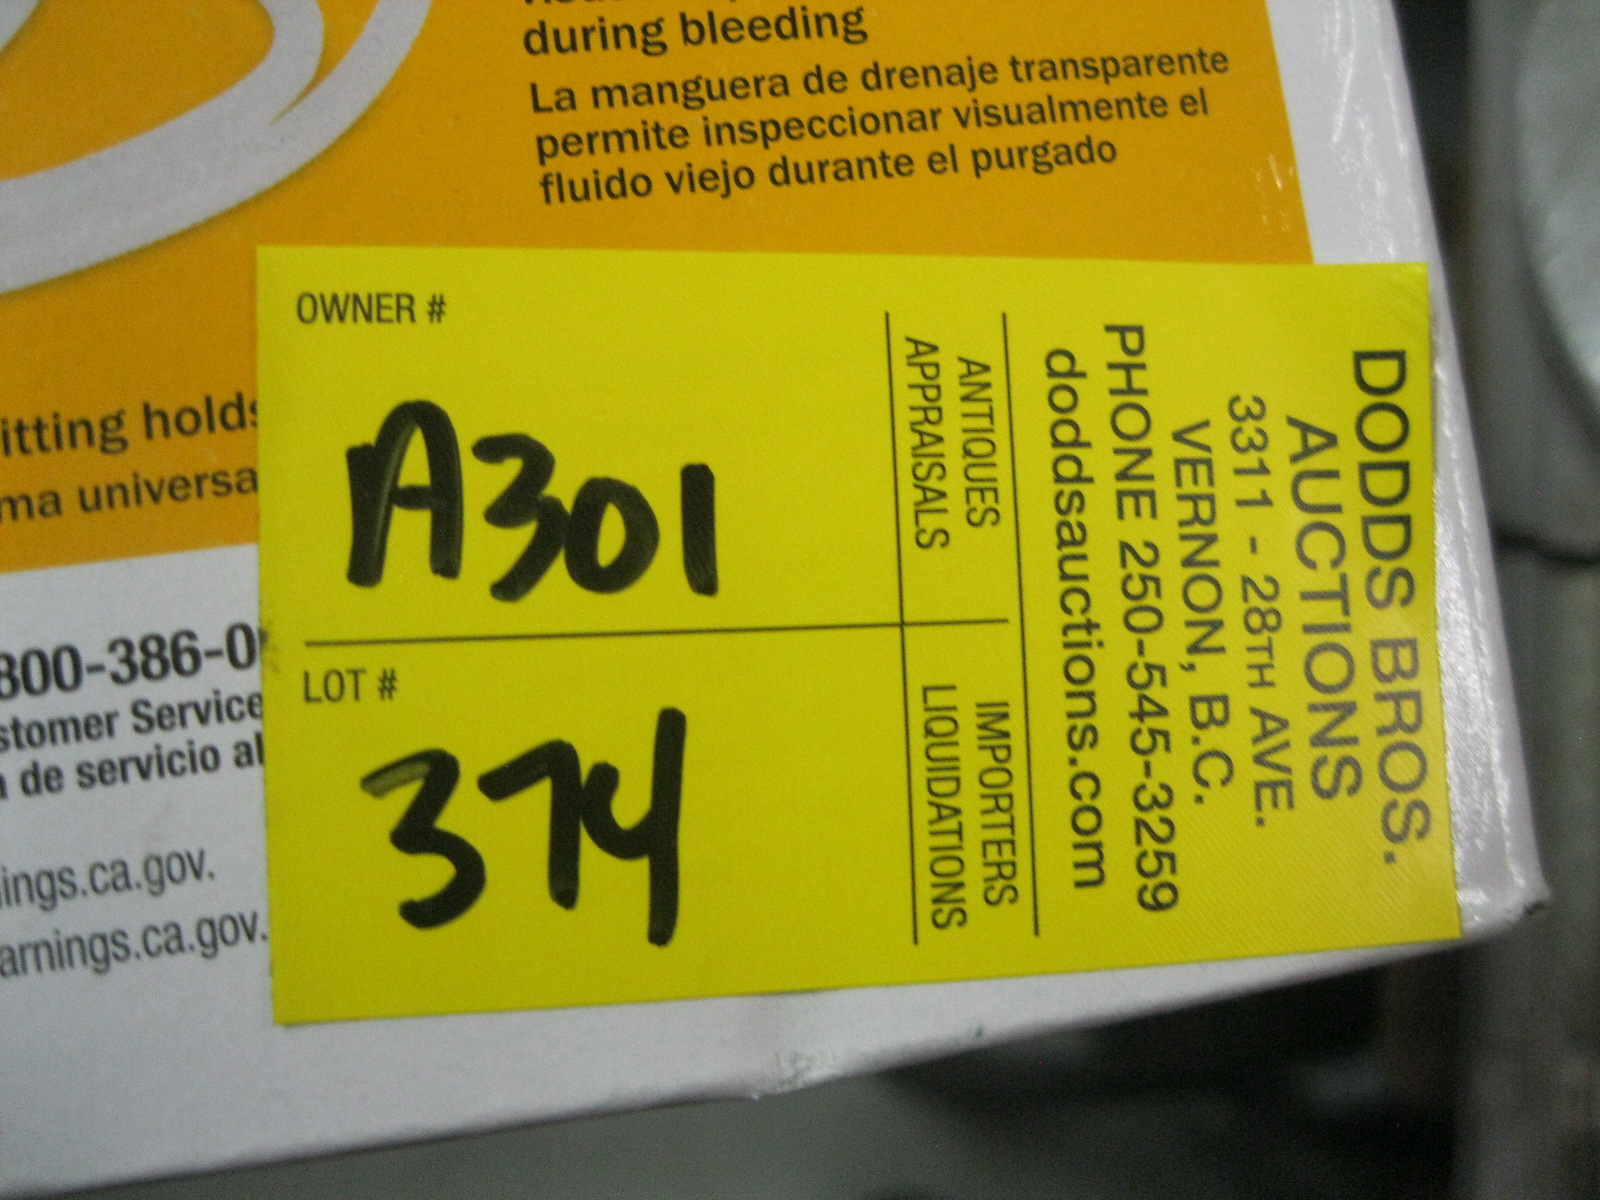 during bleeding
La manguera de drenaje transparente
permite inspeccionar visualmente el
fluido viejo durante el purgado
itting holds
ma universa
800-386-0
stomer Service
de servicio al
ings.ca.gov.
arnings.ca.gov.
OWNER #
A301
LOT #
374
DODDS BROS.
AUCTIONS
3311 - 28TH AVE.
VERNON, B.C.
PHONE 250-545-3259
doddsauctions.com
ANTIQUES
APPRAISALS
IMPORTERS
LIQUIDATIONS